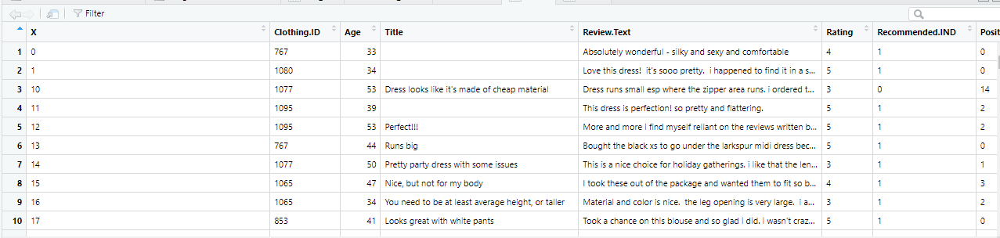 Filter
X Clothing.ID Age Title Review.Text Rating Recommended.IND Posit
1 0 767 33 Absolutely wonderful - silky and sexy and comfortable 4 1 0
2 1 1080 34 Love this dress! it's sooo pretty. i happened to find it in a s... 5 1 0
3 10 1077 53 Dress looks like it's made of cheap material Dress runs small esp where the zipper area runs. i ordered t... 3 0 14
4 11 1095 39 This dress is perfection! so pretty and flattering. 5 1 2
5 12 1095 53 Perfect!!! More and more i find myself reliant on the reviews written b... 5 1 2
6 13 767 44 Runs big Bought the black xs to go under the larkspur midi dress bec... 5 1 0
7 14 1077 50 Pretty party dress with some issues This is a nice choice for holiday gatherings. i like that the len... 3 1 1
8 15 1065 47 Nice, but not for my body I took these out of the package and wanted them to fit so b... 4 1 3
9 16 1065 34 You need to be at least average height, or taller Material and color is nice. the leg opening is very large. i a... 3 1 2
10 17 853 41 Looks great with white pants Took a chance on this blouse and so glad i did. i wasn't craz... 5 1 0